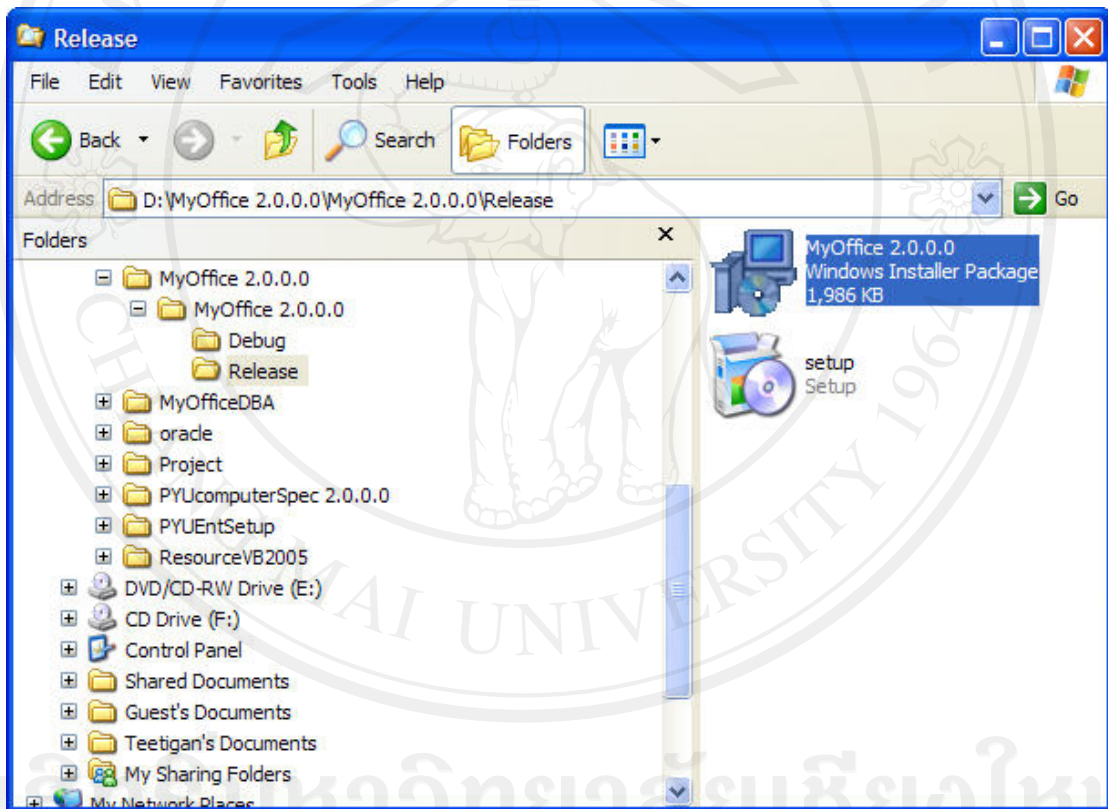 Release
File Edit View Favorites Tools Help
Back Search Folders
Address D:\MyOffice 2.0.0.0\MyOffice 2.0.0.0\Release Go
Folders
MyOffice 2.0.0.0
MyOffice 2.0.0.0
Debug
Release
MyOfficeDBA
oracle
Project
PYUcomputerSpec 2.0.0.0
PYUEntSetup
ResourceVB2005
DVD/CD-RW Drive (E:)
CD Drive (F:)
Control Panel
Shared Documents
Guest's Documents
Teetigan's Documents
My Sharing Folders
My Network Places
MyOffice 2.0.0.0
Windows Installer Package
1,986 KB
setup
Setup
CHIANG MAI UNIVERSITY 1964